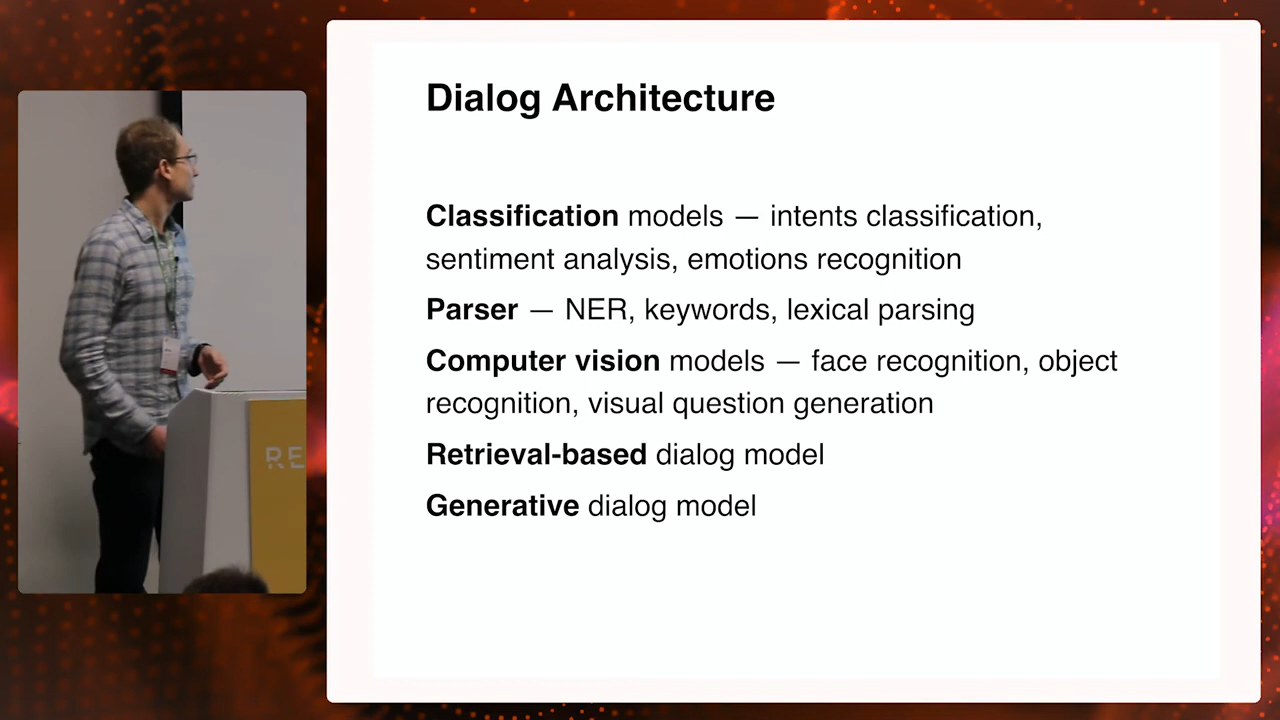 Dialog Architecture
Classification models — intents classification,
sentiment analysis, emotions recognition
Parser — NER, keywords, lexical parsing
Computer vision models — face recognition, object
recognition, visual question generation
Retrieval-based dialog model
Generative dialog model
RE